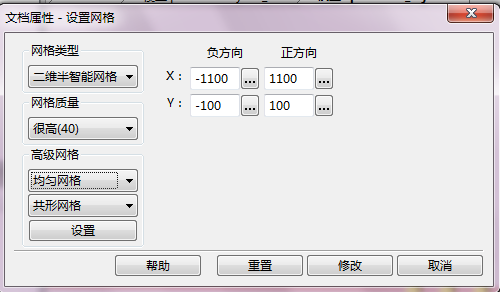 文档属性 - 设置网格
网格类型
二维半智能网格
网格质量
很高(40)
高级网格
均匀网格
共形网格
设置
负方向 正方向
X： -1100 ... 1100 ...
Y： -100 ... 100 ...
帮助 重置 修改 取消